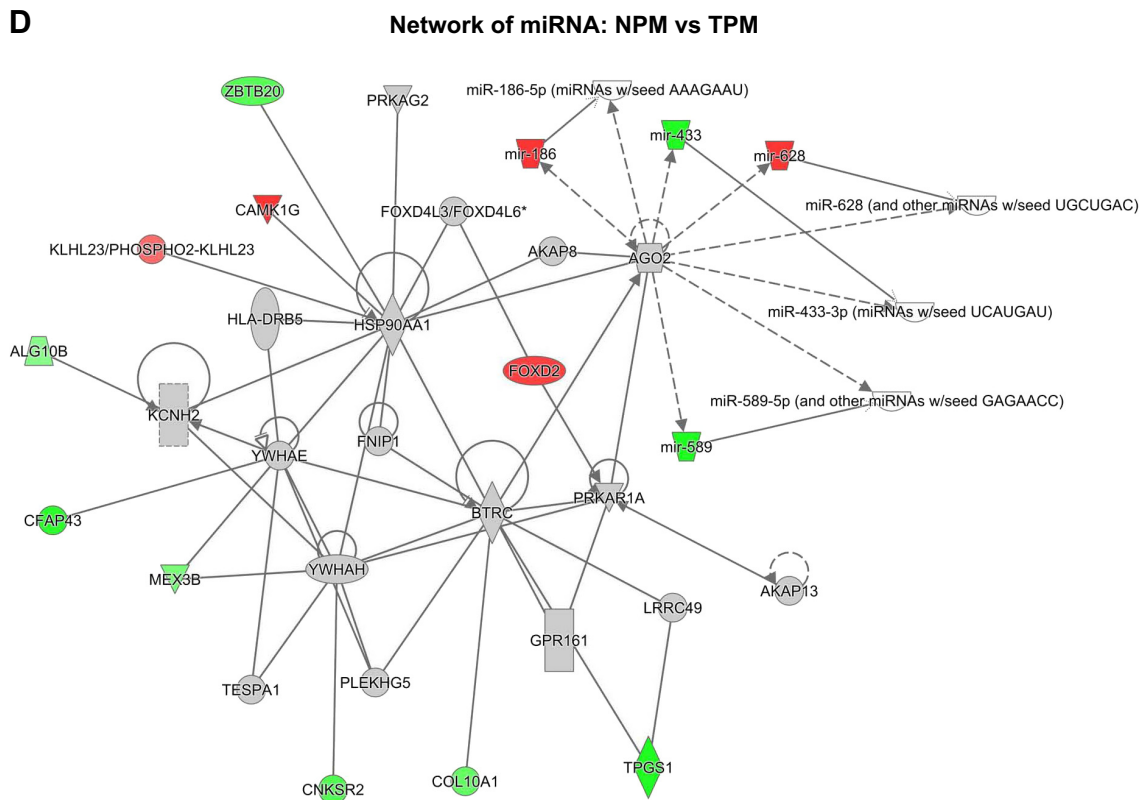 D
Network of miRNA: NPM vs TPM
ZBTB20
PRKAG2
miR-186-5p (miRNAs w/seed AAAGAAU)
mir-433
mir-186
mir-628
CAMK1G
FOXD4L3/FOXD4L6*
miR-628 (and other miRNAs w/seed UGCUGAC)
KLHL23/PHOSPHO2-KLHL23
AKAP8
AGO2
HLA-DRB5
HSP90AA1
miR-433-3p (miRNAs w/seed UCAUGAU)
ALG10B
FOXD2
miR-589-5p (and other miRNAs w/seed GAGAACC)
KCNH2
FNIP1
mir-589
YWHAE
PRKAR1A
BTRC
CFAP43
YWHAH
MEX3B
AKAP13
LRRC49
GPR161
TESPA1
PLEKHG5
TPGS1
COL10A1
CNKSR2